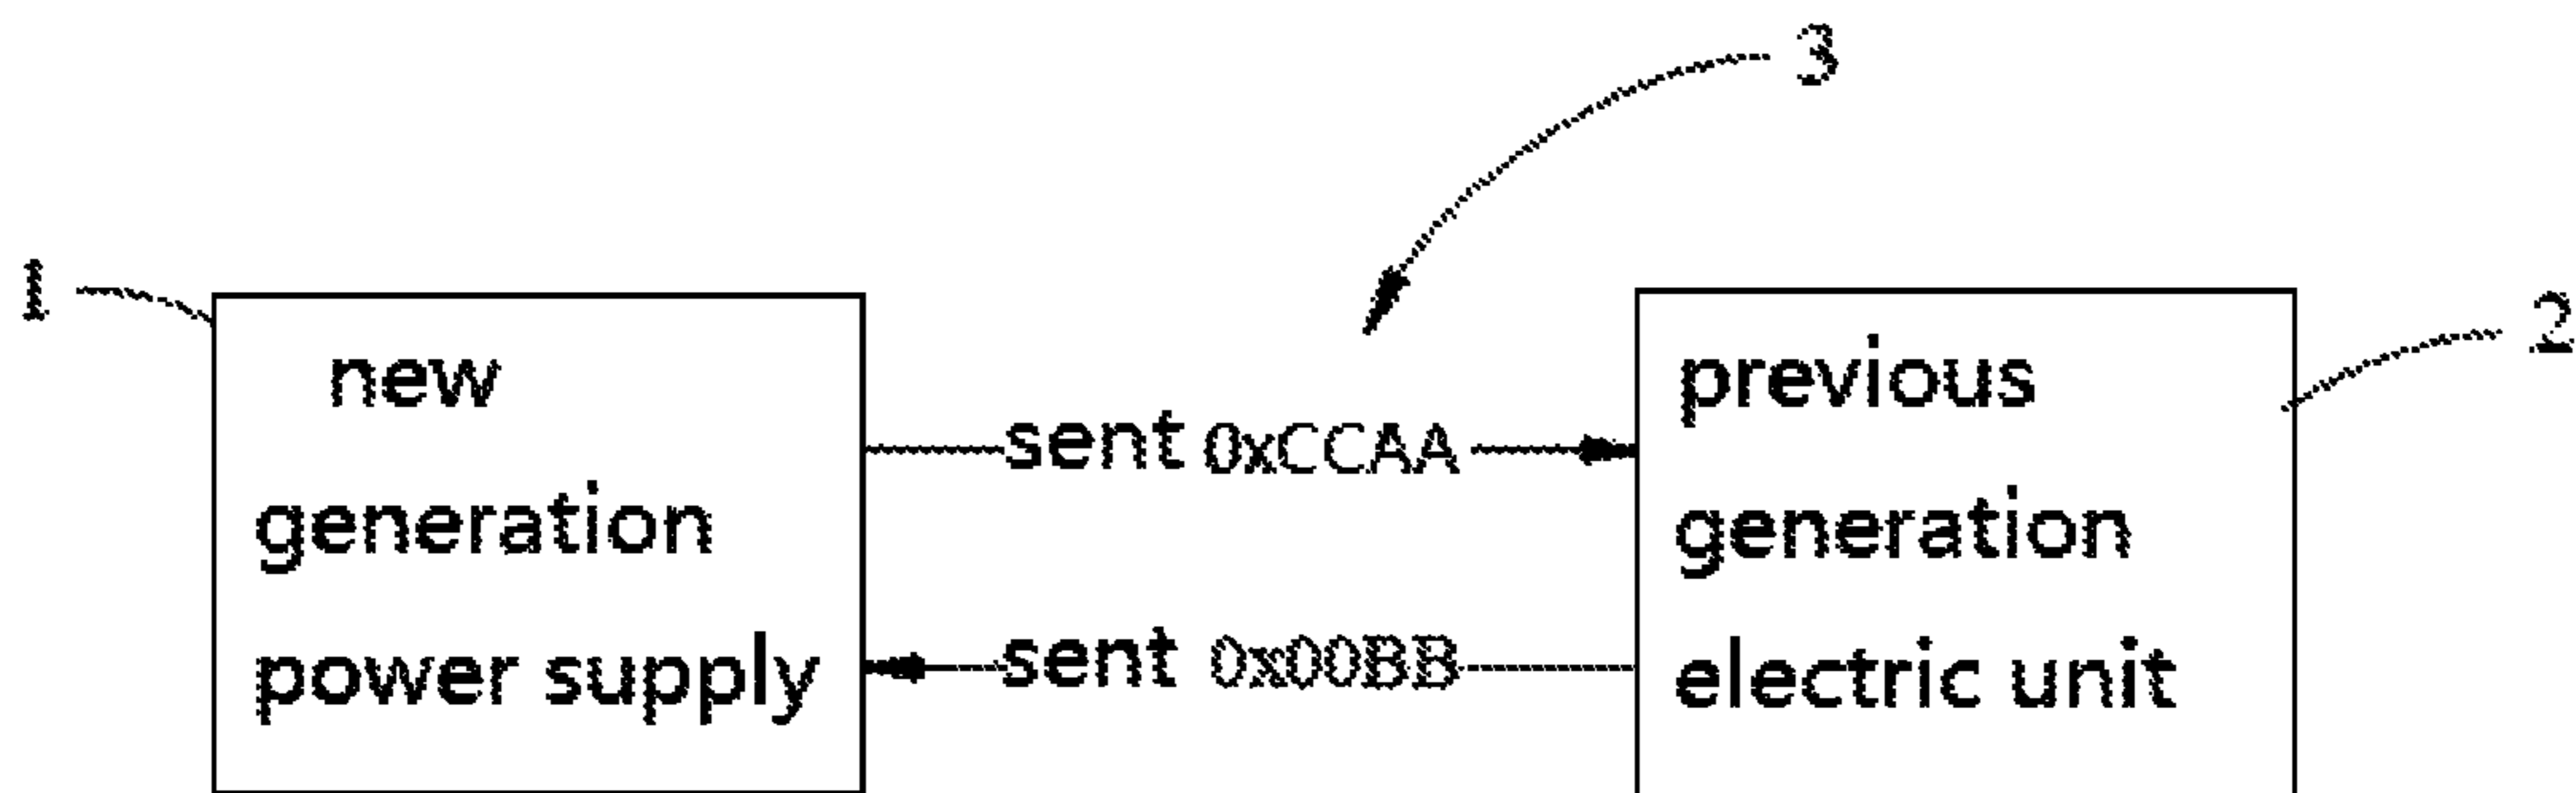 3
1
new
generation
power supply
sent 0xCCAA
sent 0x00BB
previous
generation
electric unit
2